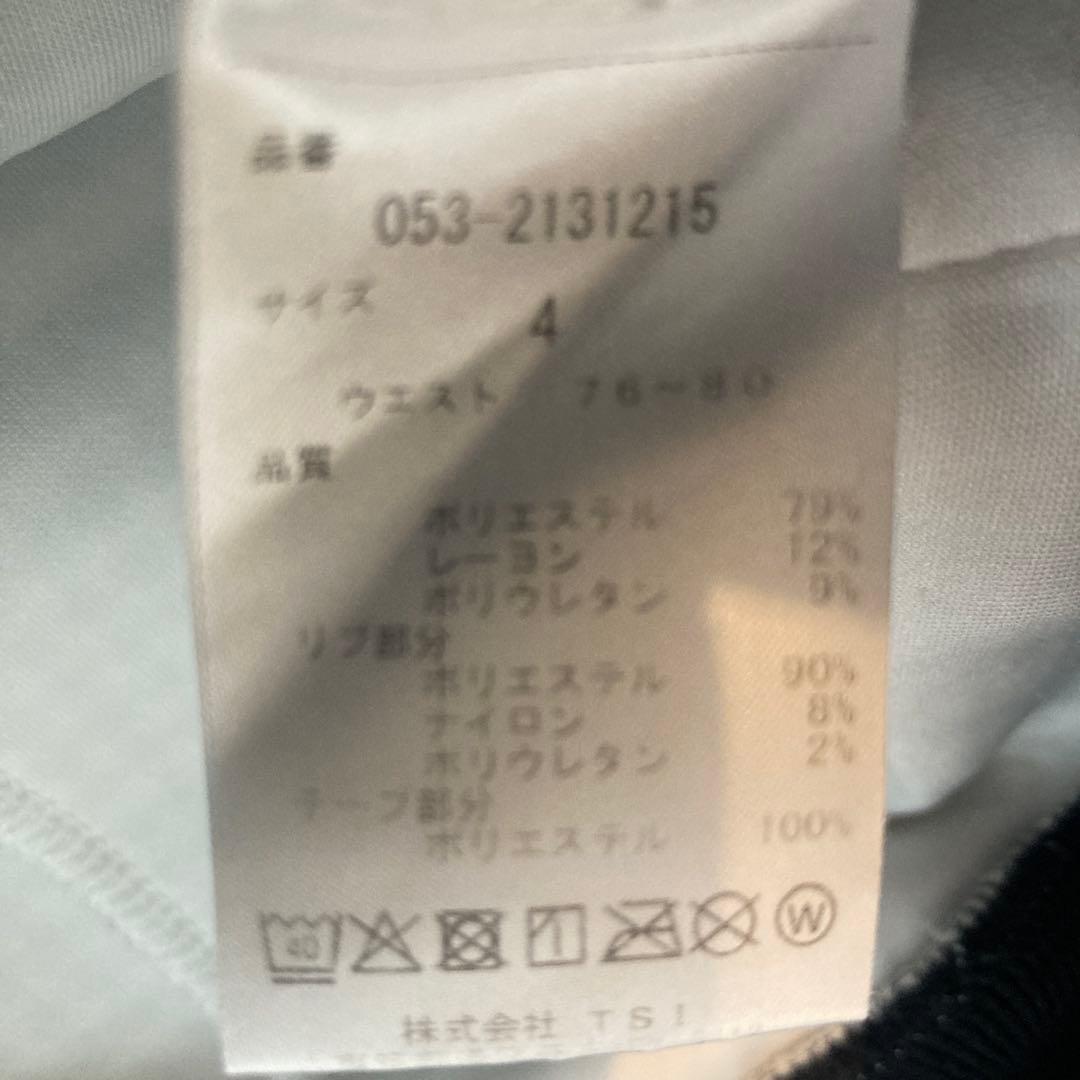 品番
053-2131215
サイズ 4
ウエスト 76~80
品質
ポリエステル 79%
レーヨン 12%
ポリウレタン 9%
リブ部分
ポリエステル 90%
ナイロン 8%
ポリウレタン 2%
テープ部分
ポリエステル 100%
40 W
株式会社 TSI